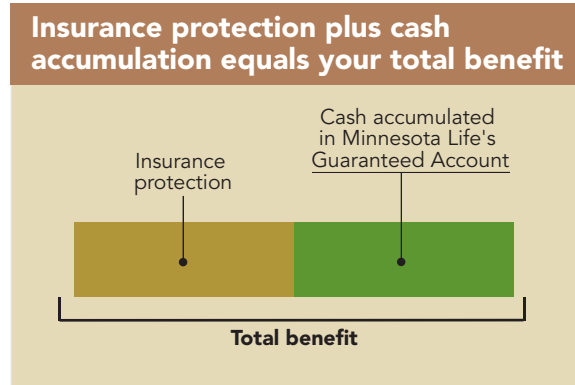 Insurance protection plus cash
accumulation equals your total benefit
Cash accumulated
in Minnesota Life's
Guaranteed Account
Insurance
protection
Total benefit